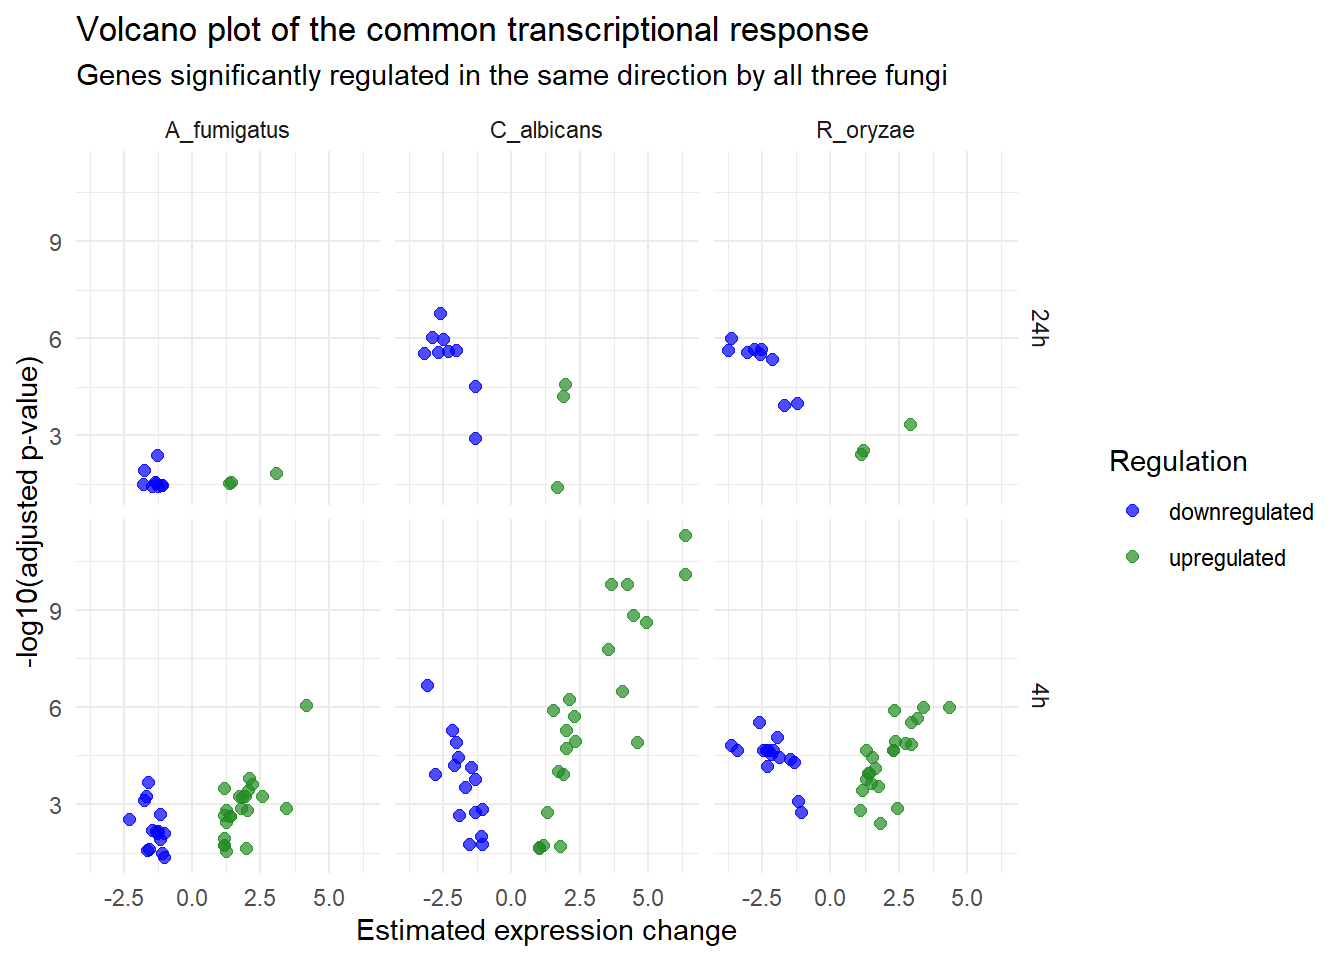 Volcano plot of the common transcriptional response
Genes significantly regulated in the same direction by all three fungi
A_fumigatus C_albicans R_oryzae
9
6
3
24h
9
6
3
4h
-2.5 0.0 2.5 5.0 -2.5 0.0 2.5 5.0 -2.5 0.0 2.5 5.0
Estimated expression change
-log10(adjusted p-value)
Regulation
downregulated
upregulated